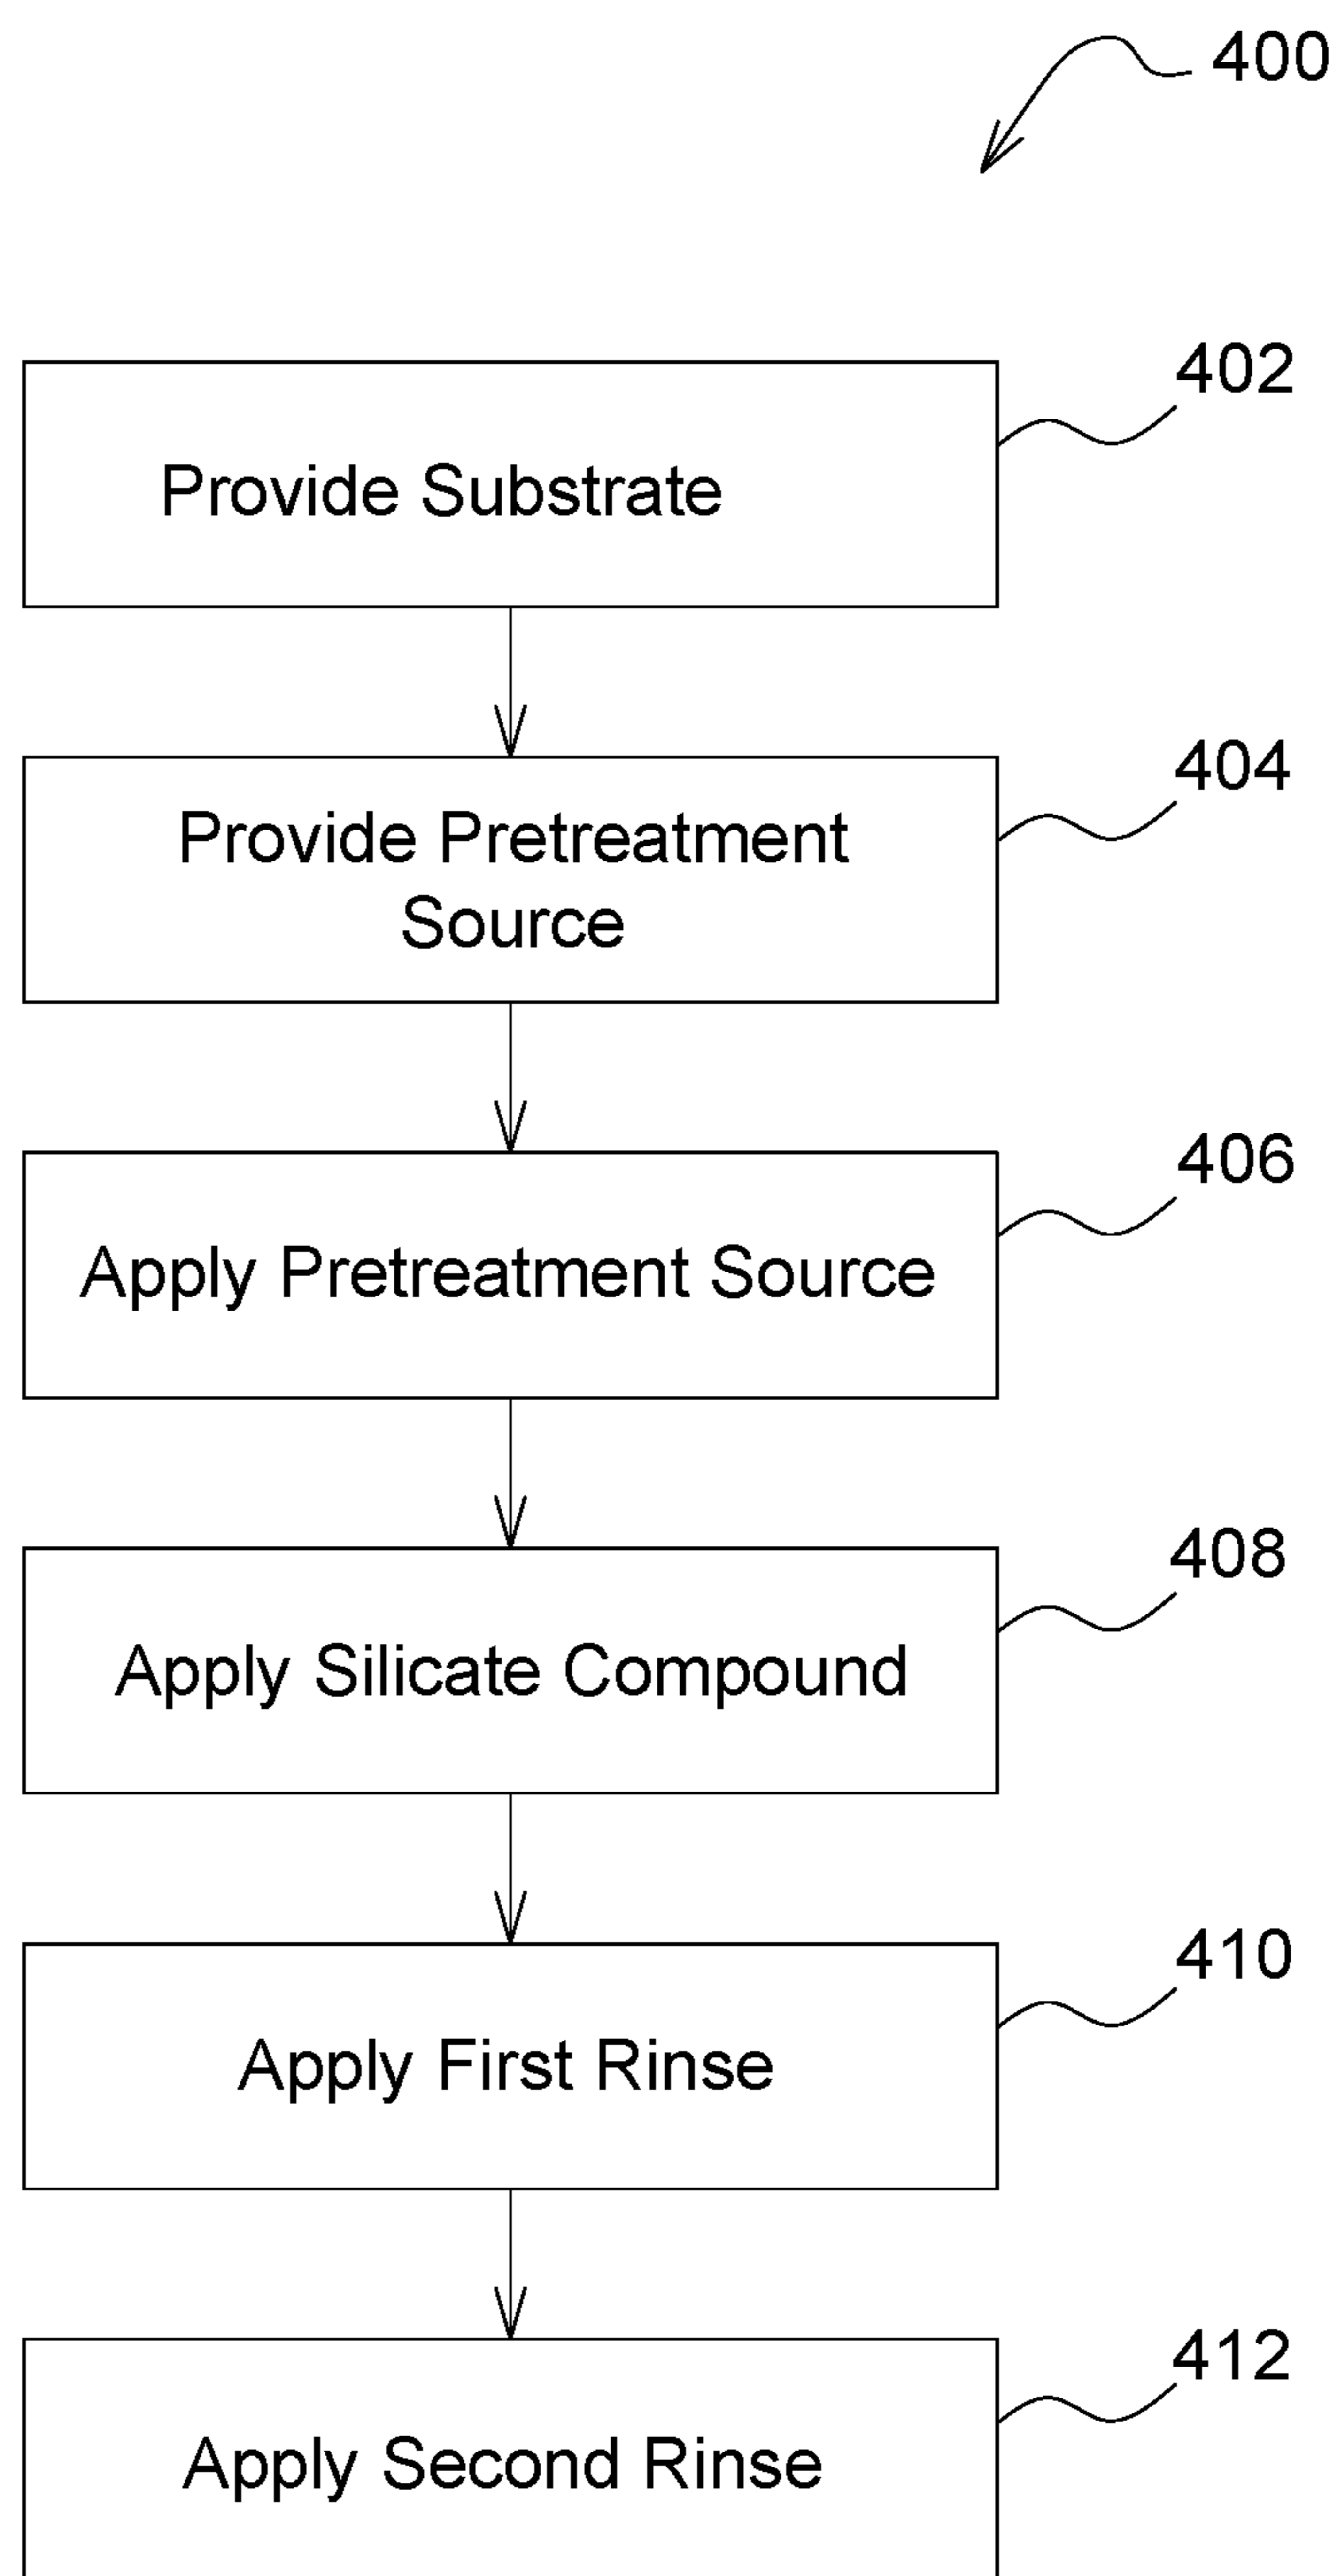 400
402
Provide Substrate
404
Provide Pretreatment
Source
406
Apply Pretreatment Source
408
Apply Silicate Compound
410
Apply First Rinse
412
Apply Second Rinse